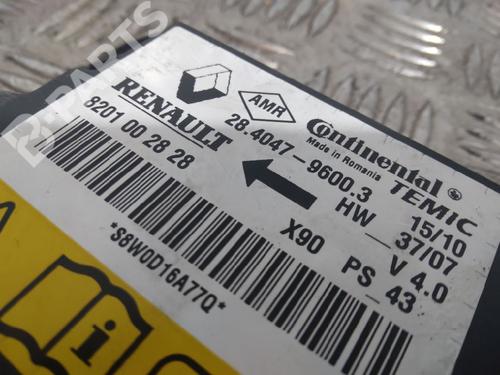 B-PARTS
RENAULT
8201 00 28 28
AMR
28.4047-9600.3
Continental
Made in Romania
TEMIC
15/10
HW 37/07
V 4.0
X90 PS 43
*S8W0D16A77Q*
i